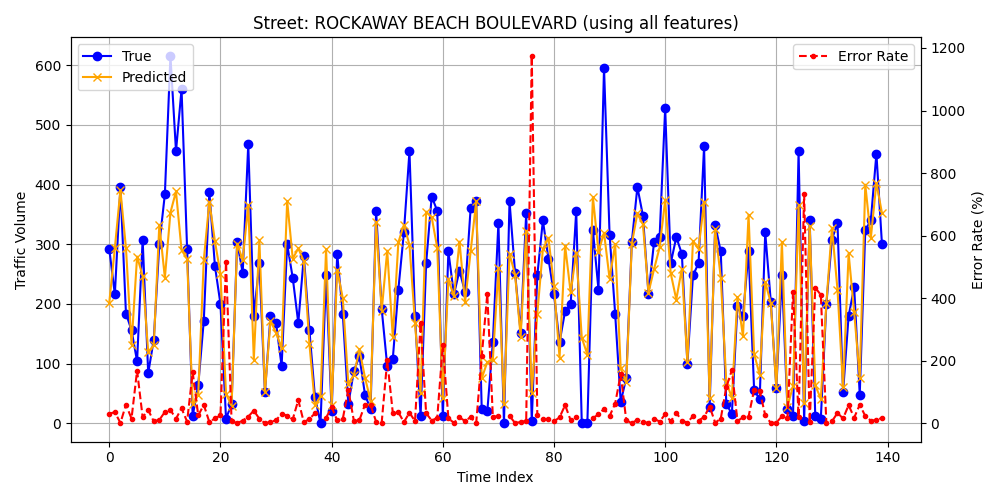 Street: ROCKAWAY BEACH BOULEVARD (using all features)
True
Predicted
Error Rate
Traffic Volume
600
500
400
300
200
100
0
1200
1000
800
600
400
200
0
Error Rate (%)
0 20 40 60 80 100 120 140
Time Index